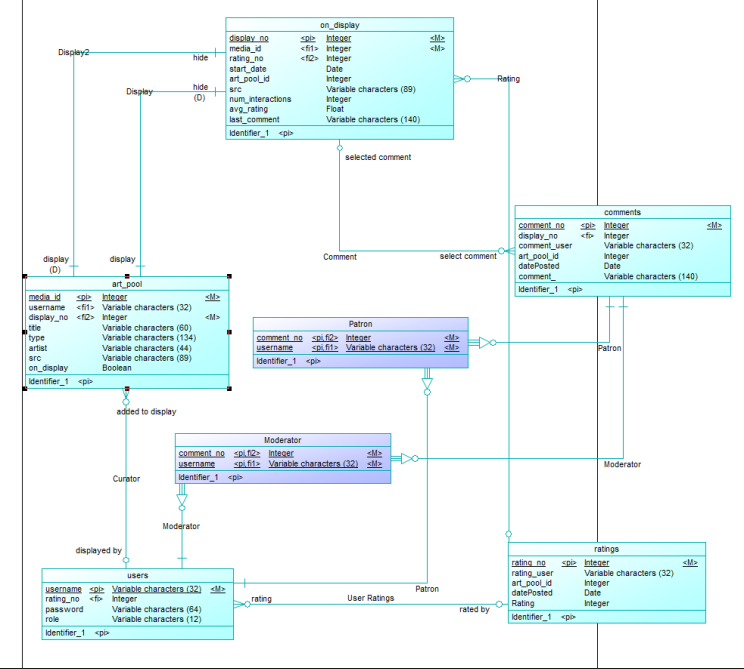 on_display
display_no <pi> Integer <M>
media_id <fi1> Integer <M>
rating_no <fi2> Integer
start_date Date
art_pool_id Integer
src Variable characters (89)
num_interactions Integer
avg_rating Float
last_comment Variable characters (140)
Identifier_1 <pi>
Display2
hide
Display
hide
(D)
Rating
selected comment
Comment
select comment
comments
comment_no <pi> Integer <M>
display_no <fi> Integer
comment_user Variable characters (32)
art_pool_id Integer
datePosted Date
comment_ Variable characters (140)
Identifier_1 <pi>
display
(D)
display
art_pool
media_id <pi> Integer <M>
username <fi1> Variable characters (32)
display_no <fi2> Integer <M>
title Variable characters (60)
type Variable characters (134)
artist Variable characters (44)
src Variable characters (89)
on_display Boolean
Identifier_1 <pi>
Patron
comment_no <pi,fi2> Integer <M>
username <pi,fi1> Variable characters (32) <M>
Identifier_1 <pi>
Patron
added to display
Moderator
comment_no <pi,fi2> Integer <M>
username <pi,fi1> Variable characters (32) <M>
Identifier_1 <pi>
Moderator
Curator
Moderator
displayed by
users
username <pi> Variable characters (32) <M>
rating_no <fi> Integer
password Variable characters (64)
role Variable characters (12)
Identifier_1 <pi>
Patron
rating
User Ratings
rated by
ratings
rating_no <pi> Integer <M>
rating_user Variable characters (32)
art_pool_id Integer
datePosted Date
Rating Integer
Identifier_1 <pi>